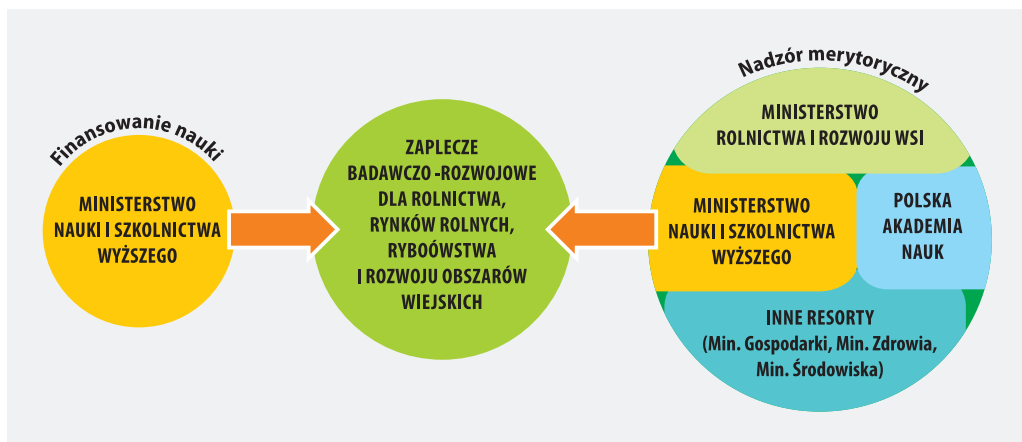 Finansowanie nauki
MINISTERSTWO
NAUKI I SZKOLNICTWA
WYŻSZEGO
ZAPLECZE
BADAWCZO -ROZWOJOWE
DLA ROLNICTWA,
RYNKÓW ROLNYCH,
RYBOÓWSTWA
I ROZWOJU OBSZARÓW
WIEJSKICH
Nadzór merytoryczny
MINISTERSTWO
ROLNICTWA I ROZWOJU WSI
MINISTERSTWO
NAUKI I SZKOLNICTWA
WYŻSZEGO
POLSKA
AKADEMIA
NAUK
INNE RESORTY
(Min. Gospodarki, Min. Zdrowia,
Min. Środowiska)